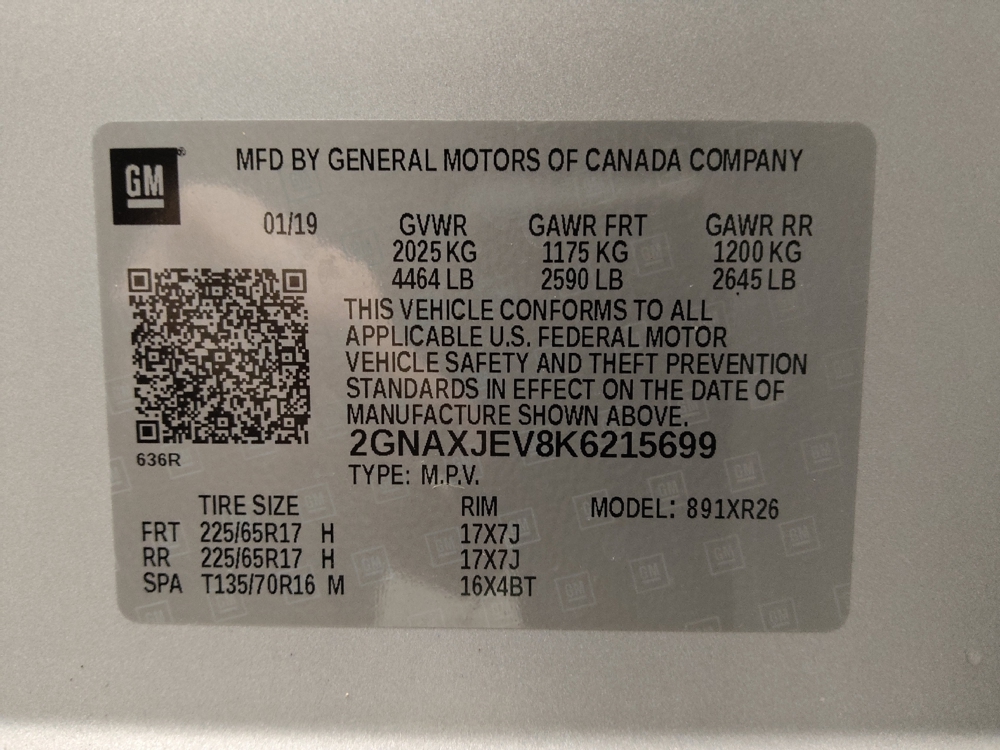 GM
MFD BY GENERAL MOTORS OF CANADA COMPANY
01/19 GVWR GAWR FRT GAWR RR
2025 KG 1175 KG 1200 KG
4464 LB 2590 LB 2645 LB
THIS VEHICLE CONFORMS TO ALL
APPLICABLE U.S. FEDERAL MOTOR
VEHICLE SAFETY AND THEFT PREVENTION
STANDARDS IN EFFECT ON THE DATE OF
MANUFACTURE SHOWN ABOVE.
2GNAXJEV8K6215699
636R
TYPE: M.P.V.
TIRE SIZE RIM MODEL: 891XR26
FRT 225/65R17 H 17X7J
RR 225/65R17 H 17X7J
SPA T135/70R16 M 16X4BT